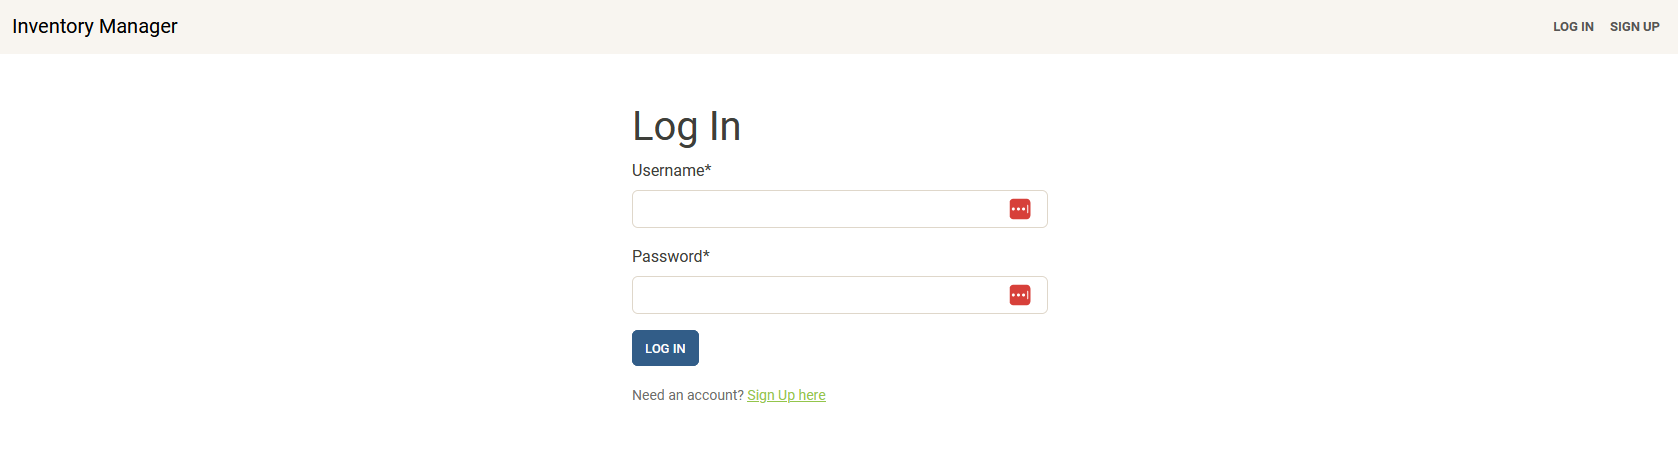 Inventory Manager
LOG IN SIGN UP
Log In
Username*
Password*
LOG IN
Need an account? Sign Up here